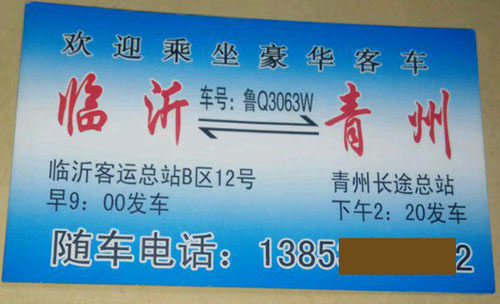 欢迎乘坐豪华客车
车号：鲁Q3063W
临沂 青州
临沂客运总站B区12号
早9：00发车
青州长途总站
下午2：20发车
随车电话：1385 2